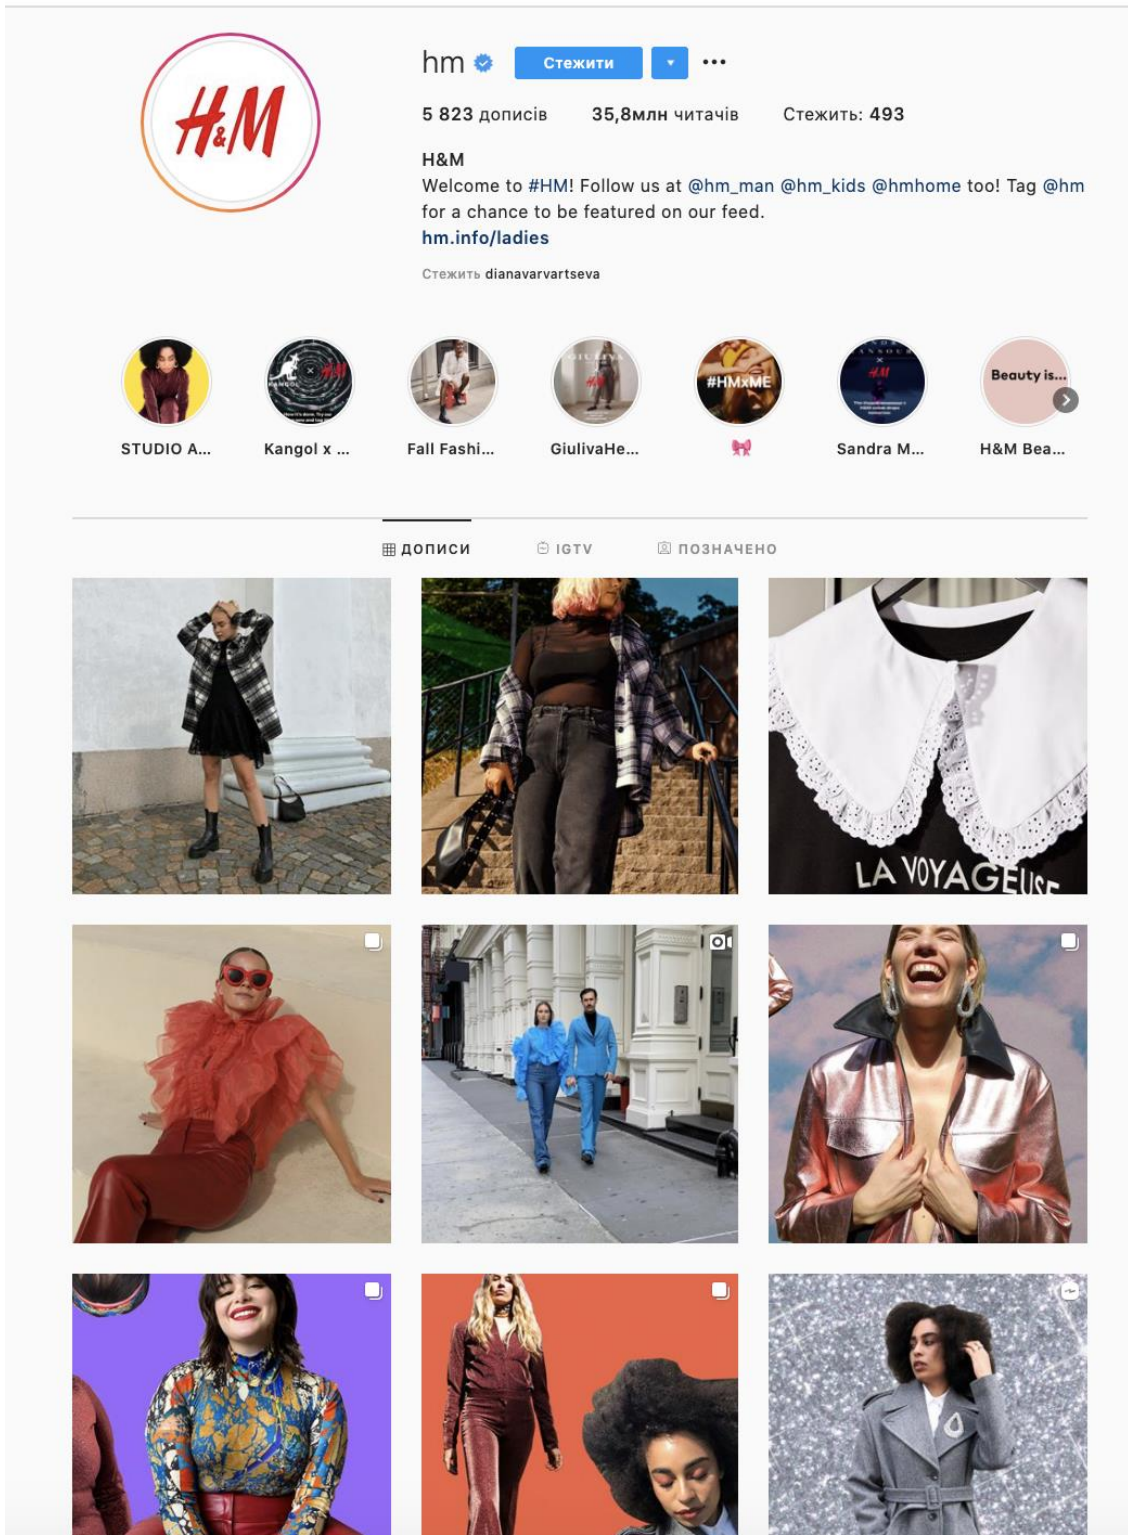 H&M
hm Стежити
5 823 дописів 35,8млн читачів Стежить: 493
H&M
Welcome to #HM! Follow us at @hm_man @hm_kids @hmhome too! Tag @hm
for a chance to be featured on our feed.
hm.info/ladies
Стежить dianavarvartseva
KANGOL × H&M
GIULIVA
H&M
#HMxME
×
H&M
Beauty is...
STUDIO A...
Kangol x ...
Fall Fashi...
GiulivaHe...
Sandra M...
H&M Bea...
ДОПИСИ
IGTV
ПОЗНАЧЕНО
LA VOYAGEUSE